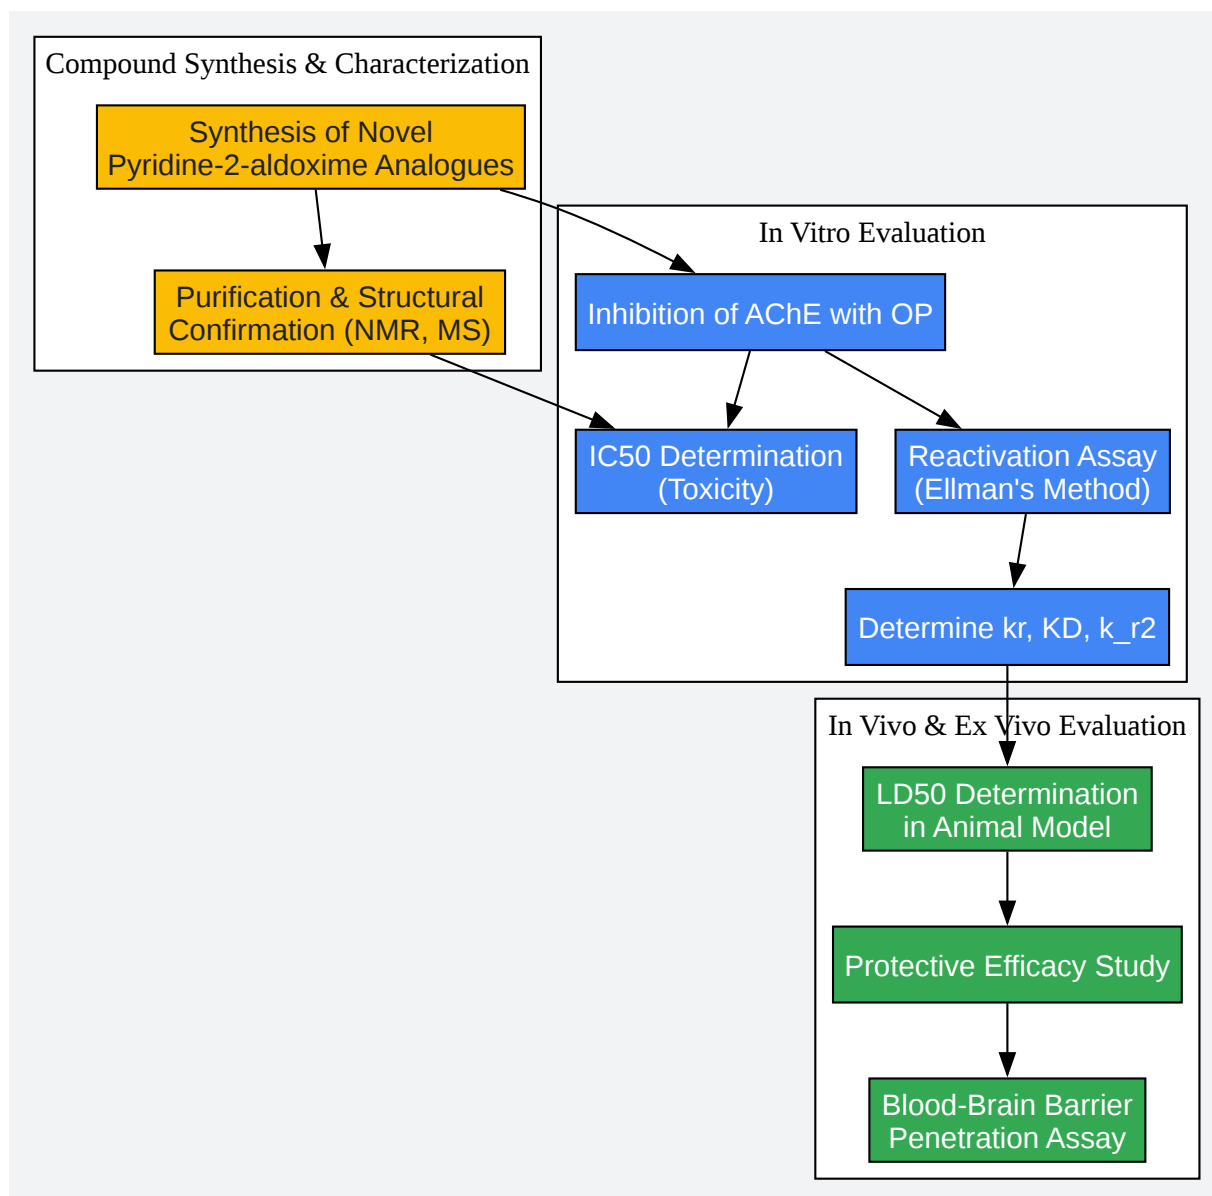 Compound Synthesis & Characterization
Synthesis of Novel
Pyridine-2-aldoxime Analogues
Purification & Structural
Confirmation (NMR, MS)
In Vitro Evaluation
Inhibition of AChE with OP
IC50 Determination
(Toxicity)
Reactivation Assay
(Ellman's Method)
Determine kr, KD, k_r2
In Vivo & Ex Vivo Evaluation
LD50 Determination
in Animal Model
Protective Efficacy Study
Blood-Brain Barrier
Penetration Assay